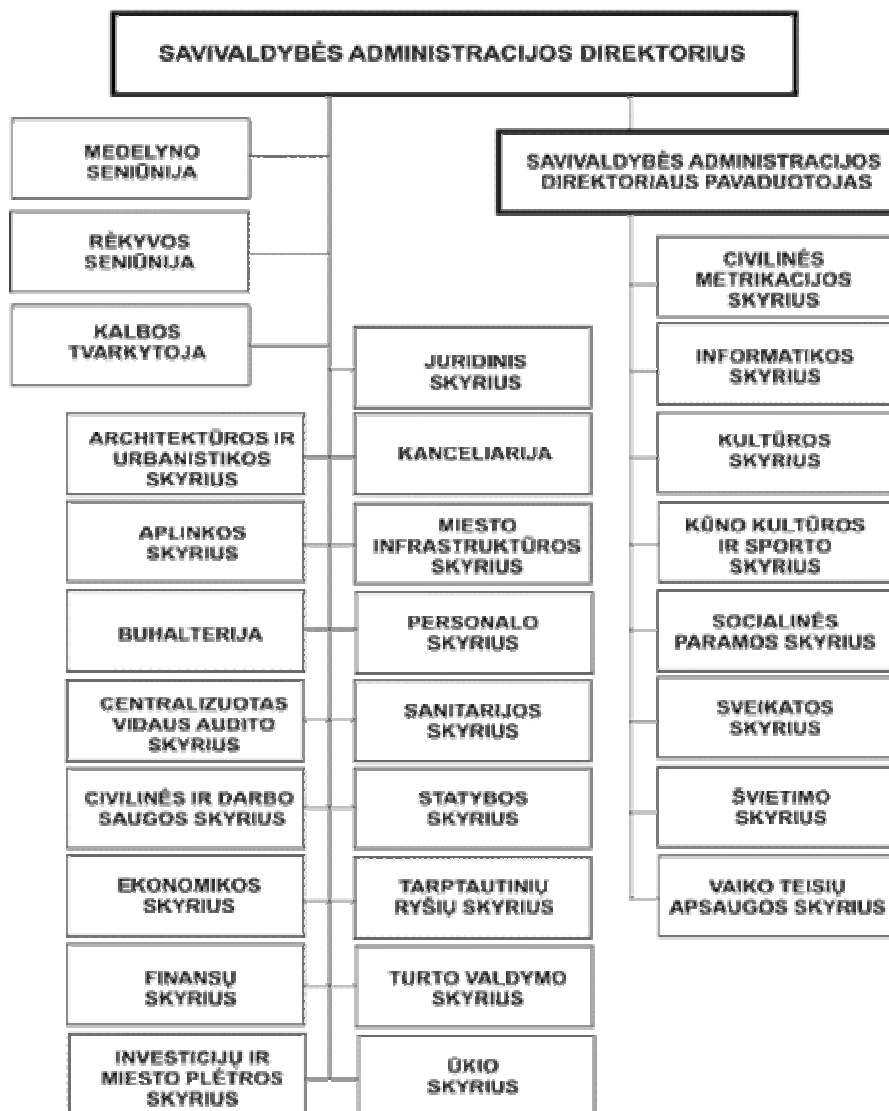 SAVIVALDYBĖS ADMINISTRACIJOS DIREKTORIUS
MEDELYNO
SENIŪNIJA
RĖKYVOS
SENIŪNIJA
KALBOS
TVARKYTOJA
SAVIVALDYBĖS ADMINISTRACIJOS
DIREKTORIAUS PAVADUOTOJAS
ARCHITEKTŪROS IR
URBANISTIKOS
SKYRIUS
APLINKOS
SKYRIUS
BUHALTERIJA
CENTRALIZUOTAS
VIDAUS AUDITO
SKYRIUS
CIVILINĖS IR DARBO
SAUGOS SKYRIUS
EKONOMIKOS
SKYRIUS
FINANSŲ
SKYRIUS
INVESTICIJŲ IR
MIESTO PLĖTROS
SKYRIUS
JURIDINIS
SKYRIUS
KANCELIARIJA
MIESTO
INFRASTRUKTŪROS
SKYRIUS
PERSONALO
SKYRIUS
SANITARIJOS
SKYRIUS
STATYBOS
SKYRIUS
TARPTAUTINIŲ
RYŠIŲ SKYRIUS
TURTO VALDYMO
SKYRIUS
ŪKIO
SKYRIUS
CIVILINĖS
METRIKACIJOS
SKYRIUS
INFORMATIKOS
SKYRIUS
KULTŪROS
SKYRIUS
KŪNO KULTŪROS
IR SPORTO
SKYRIUS
SOCIALINĖS
PARAMOS SKYRIUS
SVEIKATOS
SKYRIUS
ŠVIETIMO
SKYRIUS
VAIKO TEISIŲ
APSAUGOS SKYRIUS